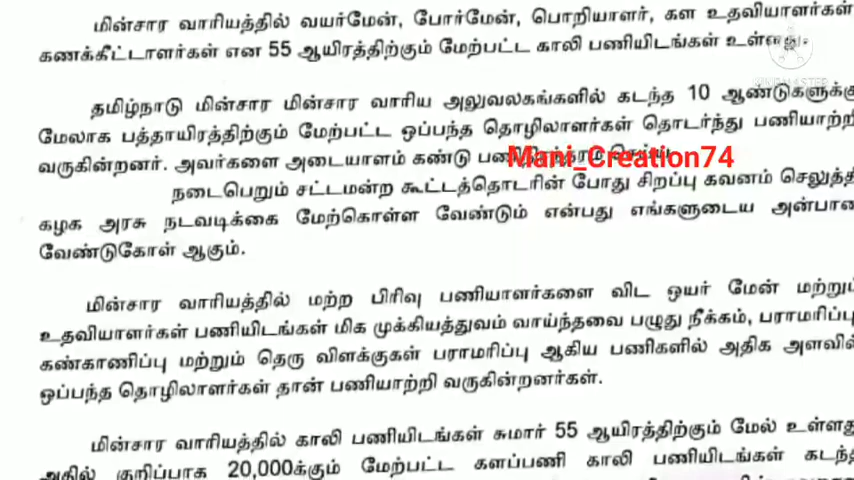 மின்சார வாரியத்தில் வயர்மேன், போர்மேன், பொறியாளர், கள உதவியாளர்கள்
கணக்கீட்டாளர்கள் என 55 ஆயிரத்திற்கும் மேற்பட்ட காலி பணியிடங்கள் உள்ளது.
KINEMASTER
தமிழ்நாடு மின்சார மின்சார வாரிய அலுவலகங்களில் கடந்த 10 ஆண்டுகளுக்கு
மேலாக பத்தாயிரத்திற்கும் மேற்பட்ட ஒப்பந்த தொழிலாளர்கள் தொடர்ந்து பணியாற்றி
வருகின்றனர். அவர்களை அடையாளம் கண்டு
Mani_Creation74
நடைபெறும் சட்டமன்ற கூட்டத்தொடரின் போது சிறப்பு கவனம் செலுத்தி
கழக அரசு நடவடிக்கை மேற்கொள்ள வேண்டும் என்பது எங்களுடைய அன்பான
வேண்டுகோள் ஆகும்.
மின்சார வாரியத்தில் மற்ற பிரிவு பணியாளர்களை விட ஒயர் மேன் மற்றும்
உதவியாளர்கள் பணியிடங்கள் மிக முக்கியத்துவம் வாய்ந்தவை பழுது நீக்கம், பராமரிப்பு
கண்காணிப்பு மற்றும் தெரு விளக்குகள் பராமரிப்பு ஆகிய பணிகளில் அதிக அளவில்
ஒப்பந்த தொழிலாளர்கள் தான் பணியாற்றி வருகின்றனர்கள்.
மின்சார வாரியத்தில் காலி பணியிடங்கள் சுமார் 55 ஆயிரத்திற்கும் மேல் உள்ளது
அதில் குறிப்பாக 20,000க்கும் மேற்பட்ட களப்பணி காலி பணியிடங்கள் கடந்த